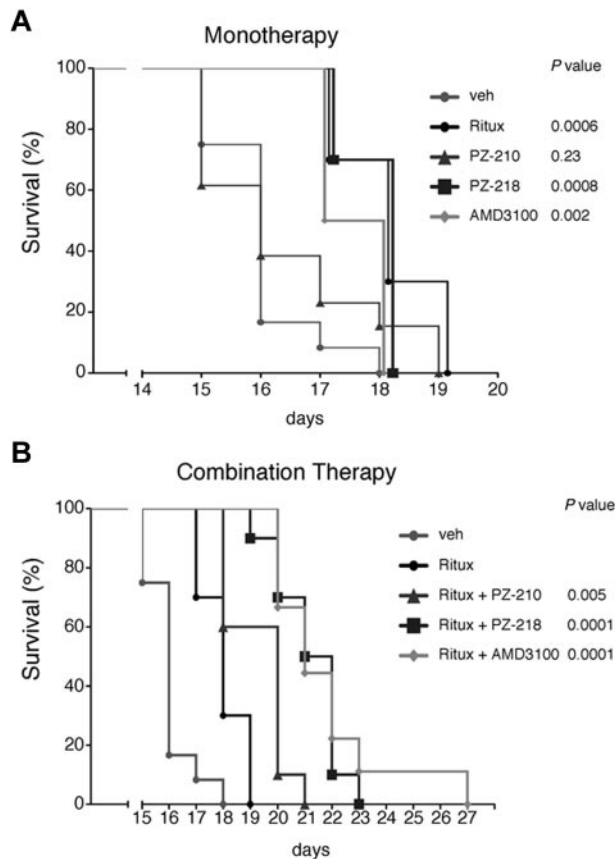 A
Monotherapy
P value
veh
Ritux 0.0006
PZ-210 0.23
PZ-218 0.0008
AMD3100 0.002
Survival (%)
100
80
60
40
20
0
14 15 16 17 18 19 20
days
B
Combination Therapy
P value
veh
Ritux
Ritux + PZ-210 0.005
Ritux + PZ-218 0.0001
Ritux + AMD3100 0.0001
Survival (%)
100
80
60
40
20
0
15 16 17 18 19 20 21 22 23 24 25 26 27
days